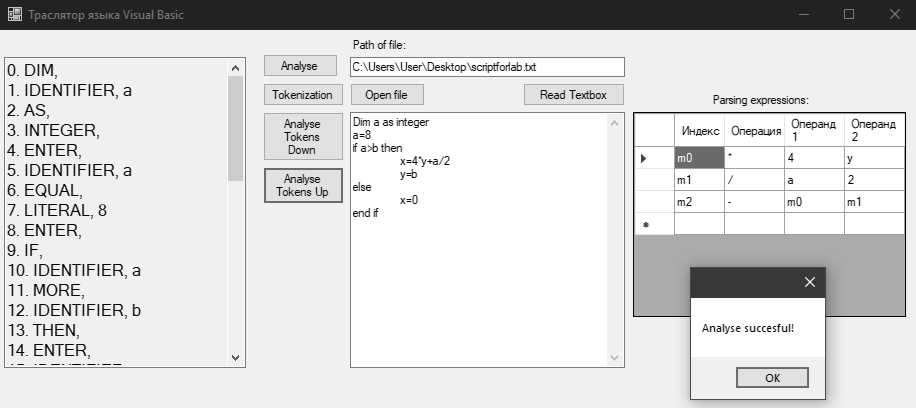 Траслятор языка Visual Basic
0. DIM,
1. IDENTIFIER, a
2. AS,
3. INTEGER,
4. ENTER,
5. IDENTIFIER, a
6. EQUAL,
7. LITERAL, 8
8. ENTER,
9. IF,
10. IDENTIFIER, a
11. MORE,
12. IDENTIFIER, b
13. THEN,
14. ENTER,
Analyse
Tokenization
Analyse
Tokens
Down
Analyse
Tokens Up
Path of file:
C:\Users\User\Desktop\scriptforlab.txt
Open file
Read Textbox
Dim a as integer
a=8
if a>b then
x=4*y+a/2
y=b
else
x=0
end if
Parsing expressions:
Индекс Операция Операнд 1 Операнд 2
m0 * 4 y
m1 / a 2
m2 - m0 m1
Analyse succesful!
OK